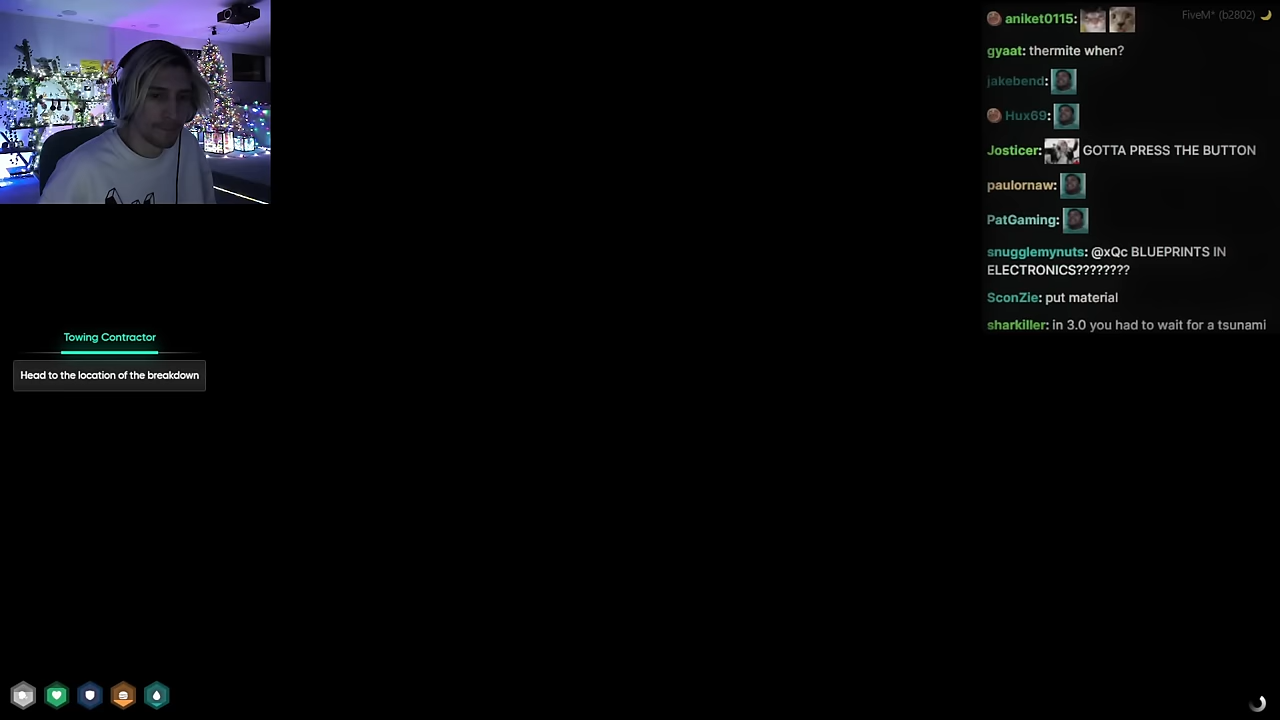 FiveM* (b2802)
aniket0115:
gyaat: thermite when?
jakebend:
Hux69:
Josticer: GOTTA PRESS THE BUTTON
paulornaw:
PatGaming:
snugglemynuts: @xQc BLUEPRINTS IN
ELECTRONICS????????
SconZie: put material
sharkiller: in 3.0 you had to wait for a tsunami
Towing Contractor
Head to the location of the breakdown